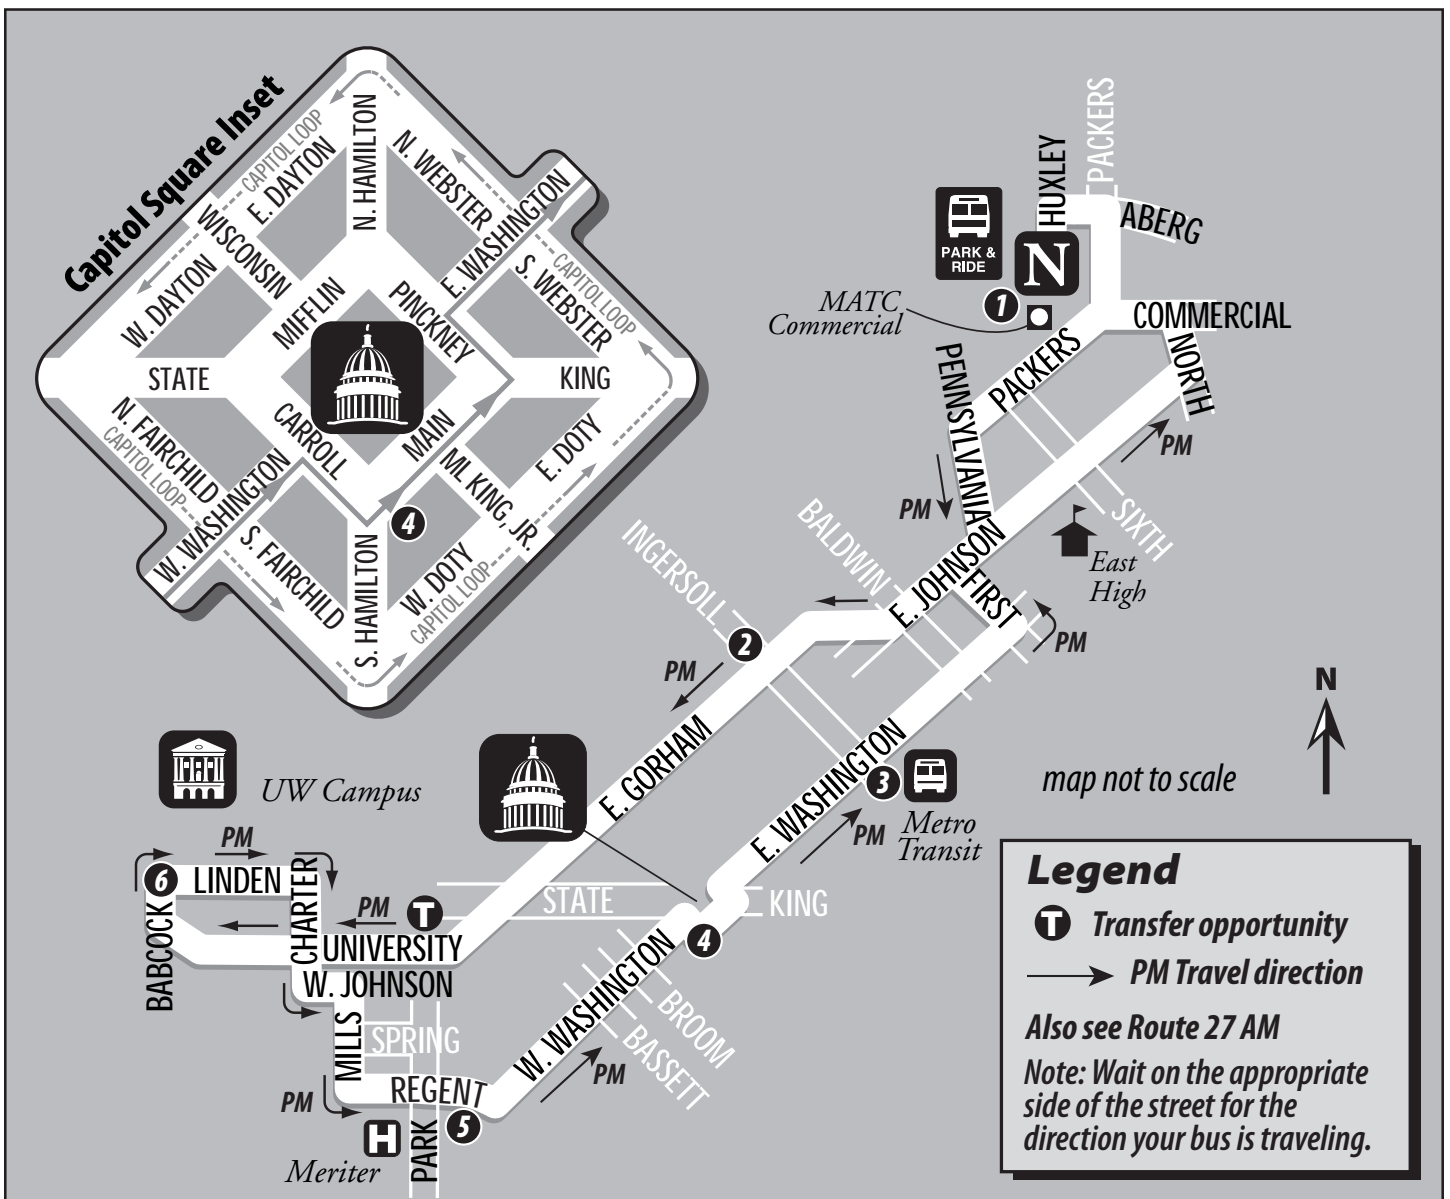 Capitol Square Inset
CAPITOL LOOP
E. DAYTON
N. HAMILTON
N. WEBSTER
E. WASHINGTON
WISCONSIN
W. DAYTON
MIFFLIN
PINCKNEY
S. WEBSTER
CAPITOL LOOP
STATE
KING
N. FAIRCHILD
CAPITOL LOOP
CARROLL
MAIN
E. DOTY
W. WASHINGTON
ML KING, JR.
4
S. FAIRCHILD
S. HAMILTON
W. DOTY
CAPITOL LOOP
PACKERS
HUXLEY
ABERG
PARK &
RIDE
N
1
MATC
Commercial
COMMERCIAL
NORTH
PENNSYLVANIA
PACKERS
PM
PM
SIXTH
East
High
BALDWIN
INGERSOLL
E. JOHNSON
FIRST
PM
2
PM
E. GORHAM
E. WASHINGTON
3
PM
Metro
Transit
N
map not to scale
UW Campus
PM
6
LINDEN
CHARTER
PM
T
STATE
KING
UNIVERSITY
BABCOCK
W. JOHNSON
4
W. WASHINGTON
BROOM
BASSETT
MILLS
SPRING
PM
REGENT
PM
5
H
PARK
Meriter
Legend
T Transfer opportunity
PM Travel direction
Also see Route 27 AM
Note: Wait on the appropriate
side of the street for the
direction your bus is traveling.